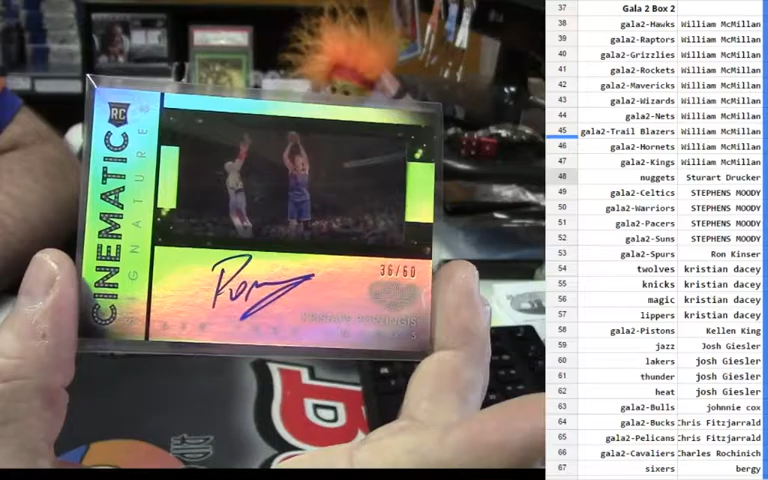 RC
CINEMATIC
SIGNATURES
36/60
KRISTAPS PORZINGIS
NEW YORK KNICKS
37 Gala 2 Box 2
38 gala2-Hawks William McMillan
39 gala2-Raptors William McMillan
40 gala2-Grizzlies William McMillan
41 gala2-Rockets William McMillan
42 gala2-Mavericks William McMillan
43 gala2-Wizards William McMillan
44 gala2-Nets William McMillan
45 gala2-Trail Blazers William McMillan
46 gala2-Hornets William McMillan
47 gala2-Kings William McMillan
48 nuggets Sturart Drucker
49 gala2-Celtics STEPHENS MOODY
50 gala2-Warriors STEPHENS MOODY
51 gala2-Pacers STEPHENS MOODY
52 gala2-Suns STEPHENS MOODY
53 gala2-Spurs Ron Kinser
54 twolves kristian dacey
55 knicks kristian dacey
56 magic kristian dacey
57 lippers kristian dacey
58 gala2-Pistons Kellen King
59 jazz Josh Giesler
60 lakers josh Giesler
61 thunder josh Giesler
62 heat josh Giesler
63 gala2-Bulls johnnie cox
64 gala2-Bucks Chris Fitzjarrald
65 gala2-Pelicans Chris Fitzjarrald
66 gala2-Cavaliers Charles Rochinich
67 sixers bergy